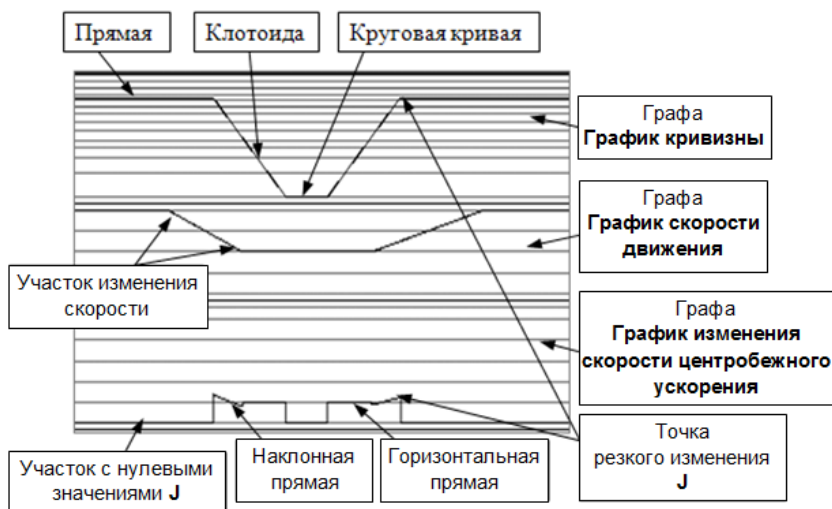 Прямая
Клотоида
Круговая кривая
Графа
График кривизны
Графа
График скорости
движения
Участок изменения
скорости
Графа
График изменения
скорости центробежного
ускорения
Участок с нулевыми
значениями J
Наклонная
прямая
Горизонтальная
прямая
Точка
резкого изменения
J